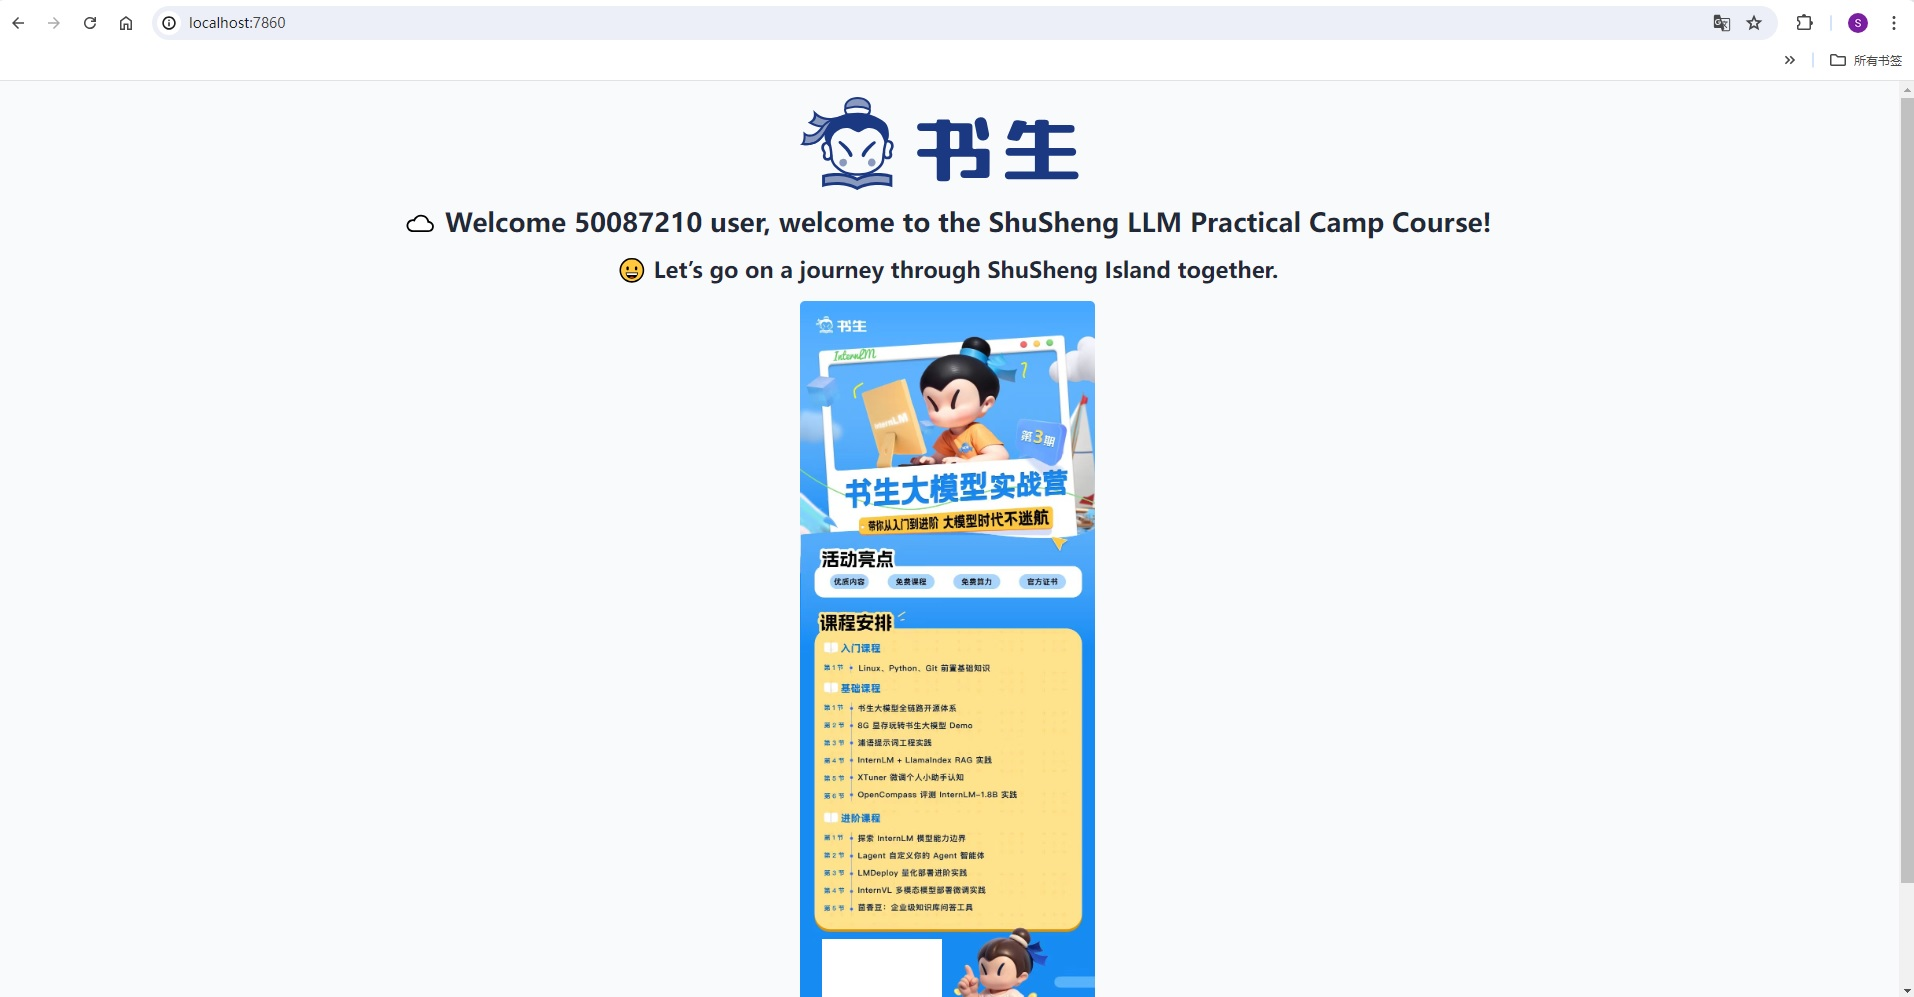 localhost:7860
S
所有书签
书生
Welcome 50087210 user, welcome to the ShuSheng LLM Practical Camp Course!
😀 Let’s go on a journey through ShuSheng Island together.
书生
InternLM
InternLM
第3期
书生大模型实战营
带你从入门到进阶 大模型时代不迷航
活动亮点
优质内容 免费课程 免费算力 官方证书
课程安排
入门课程
第1节 Linux、Python、Git 前置基础知识
基础课程
第1节 书生大模型全链路开源体系
第2节 8G 显存玩转书生大模型 Demo
第3节 浦语提示词工程实践
第4节 InternLM + LlamaIndex RAG 实践
第5节 XTuner 微调个人小助手认知
第6节 OpenCompass 评测 InternLM-1.8B 实践
进阶课程
第1节 探索 InternLM 模型能力边界
第2节 Lagent 自定义你的 Agent 智能体
第3节 LMDeploy 量化部署进阶实践
第4节 InternVL 多模态模型部署微调实践
第5节 茴香豆：企业级知识库问答工具